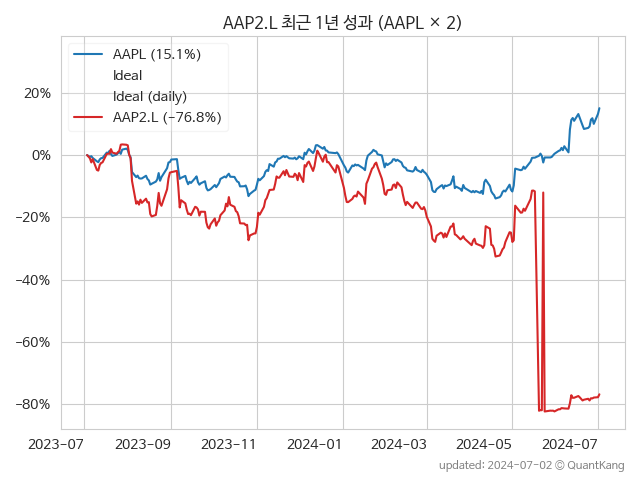 AAP2.L 최근 1년 성과 (AAPL × 2)
AAPL (15.1%)
Ideal
Ideal (daily)
AAP2.L (−76.8%)
20%
0%
−20%
−40%
−60%
−80%
2023-07 2023-09 2023-11 2024-01 2024-03 2024-05 2024-07
updated: 2024-07-02 © QuantKang